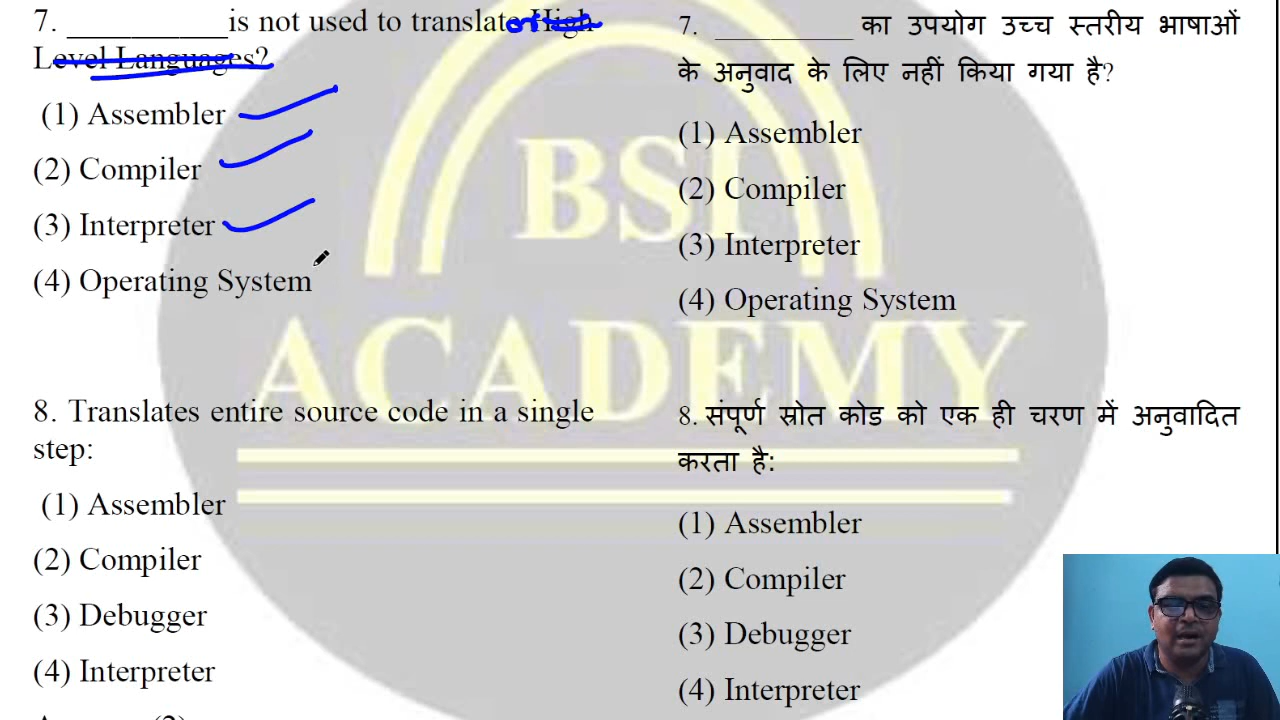 7. __________is not used to translate High
Level Languages?
(1) Assembler
(2) Compiler
(3) Interpreter
(4) Operating System
8. Translates entire source code in a single
step:
(1) Assembler
(2) Compiler
(3) Debugger
(4) Interpreter
7. __________ का उपयोग उच्च स्तरीय भाषाओं
के अनुवाद के लिए नहीं किया गया है?
(1) Assembler
(2) Compiler
(3) Interpreter
(4) Operating System
8. संपूर्ण स्रोत कोड को एक ही चरण में अनुवादित
करता है:
(1) Assembler
(2) Compiler
(3) Debugger
(4) Interpreter
BSI
ACADEMY